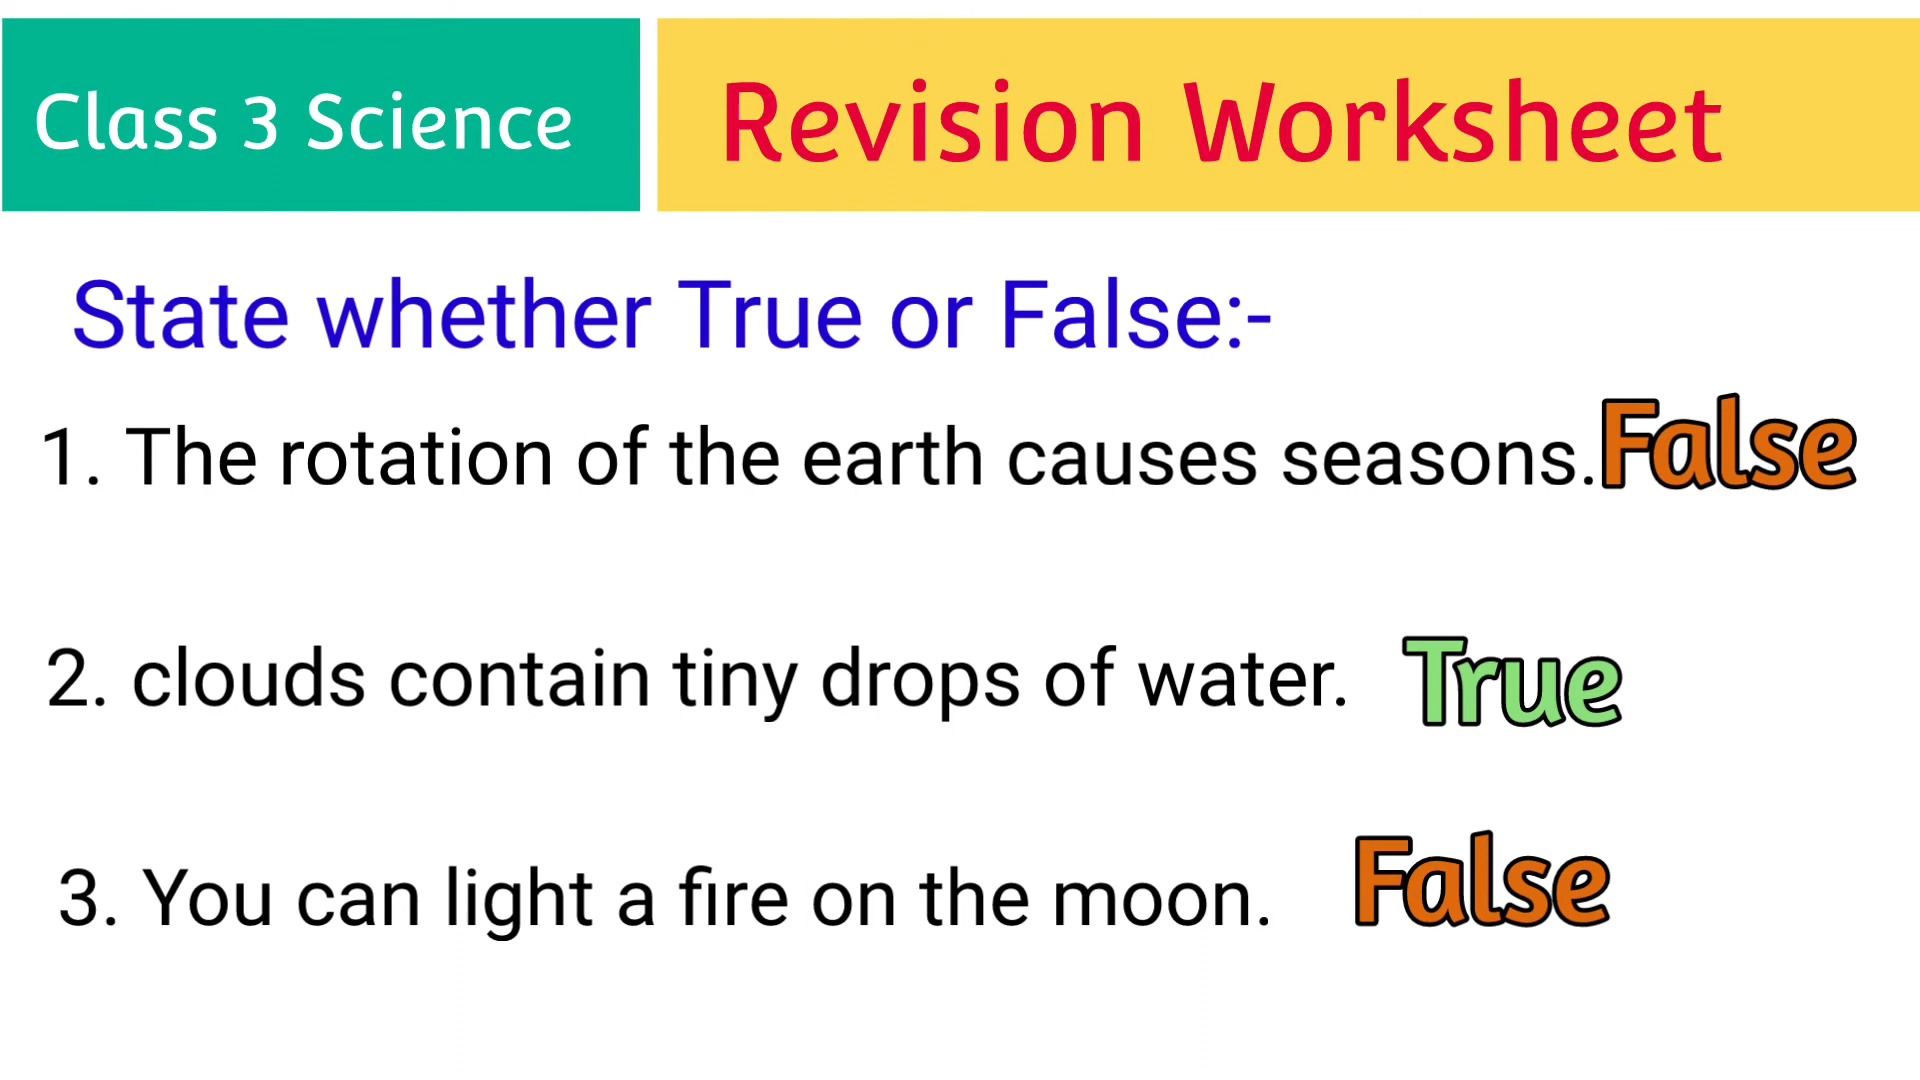 Class 3 Science
Revision Worksheet
State whether True or False:-
1. The rotation of the earth causes seasons. False
2. clouds contain tiny drops of water. True
3. You can light a fire on the moon. False